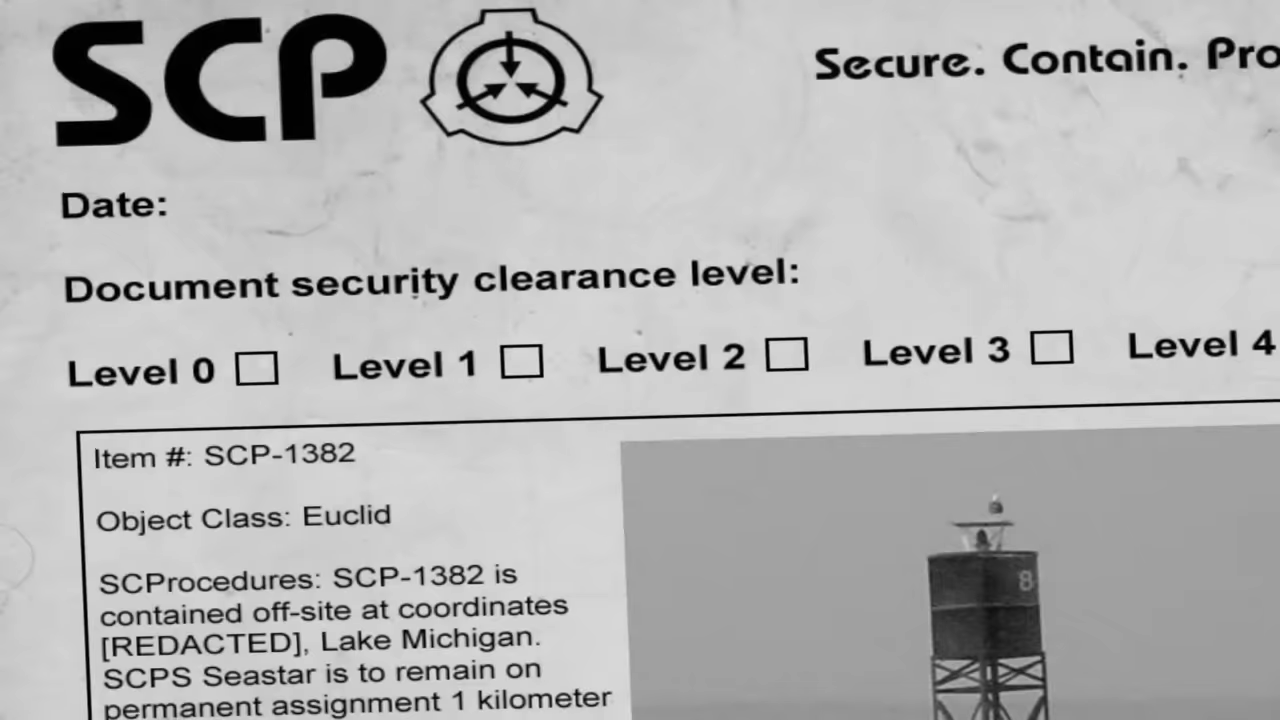 SCP
Secure. Contain. Pro
Date:
Document security clearance level:
Level 0 Level 1 Level 2 Level 3 Level 4
Item #: SCP-1382
Object Class: Euclid
SCProcedures: SCP-1382 is
contained off-site at coordinates
[REDACTED], Lake Michigan.
SCPS Seastar is to remain on
permanent assignment 1 kilometer
8